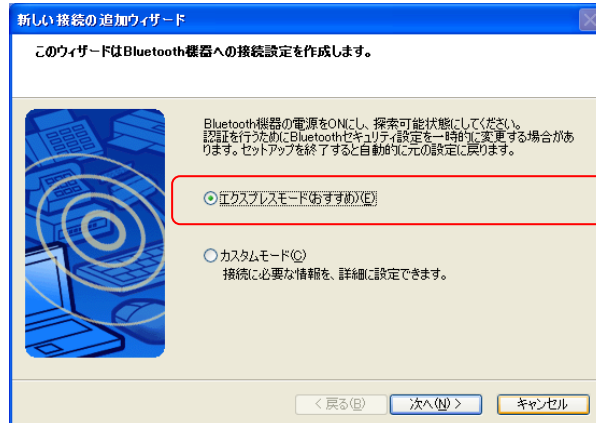 新しい接続の追加ウィザード
このウィザードはBluetooth機器への接続設定を作成します。
Bluetooth機器の電源をONにし、探索可能状態にしてください。
認証を行うためにBluetoothセキュリティ設定を一時的に変更する場合があ
ります。セットアップを終了すると自動的に元の設定に戻ります。
エクスプレスモード(おすすめ)(E)
カスタムモード(C)
接続に必要な情報を、詳細に設定できます。
< 戻る(B) 次へ(N) > キャンセル